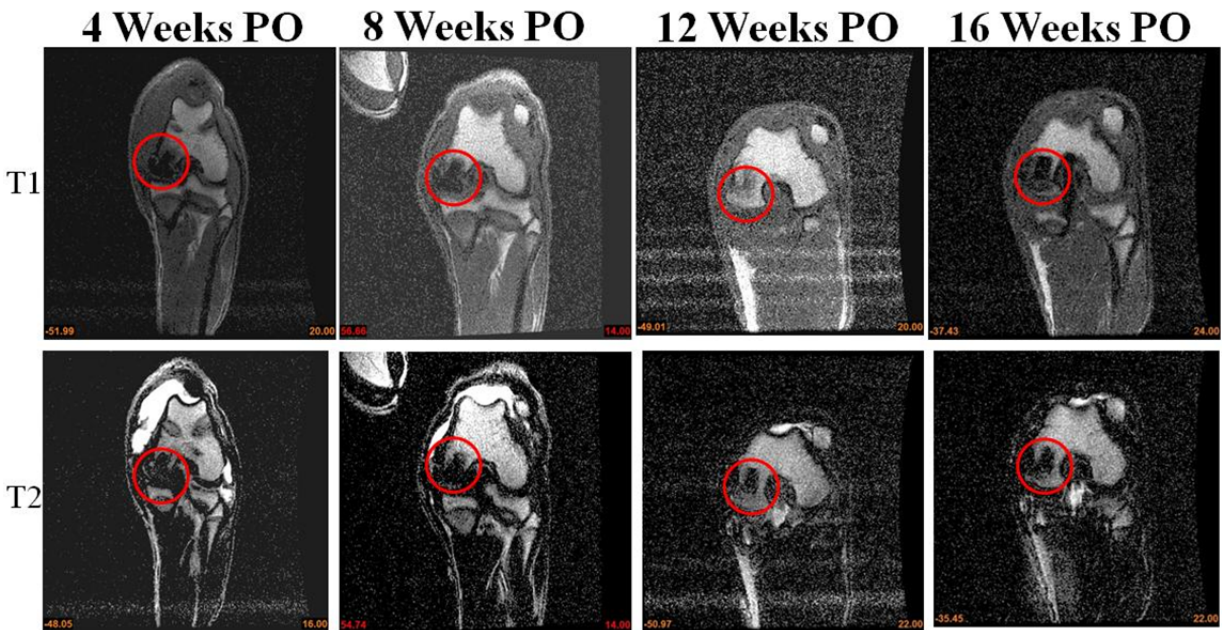 4 Weeks PO 8 Weeks PO 12 Weeks PO 16 Weeks PO
T1
-51.99 20.00 56.66 14.00 -49.01 20.00 -37.43 24.00
T2
-48.05 16.00 54.74 14.00 -50.97 22.00 -35.45 22.00